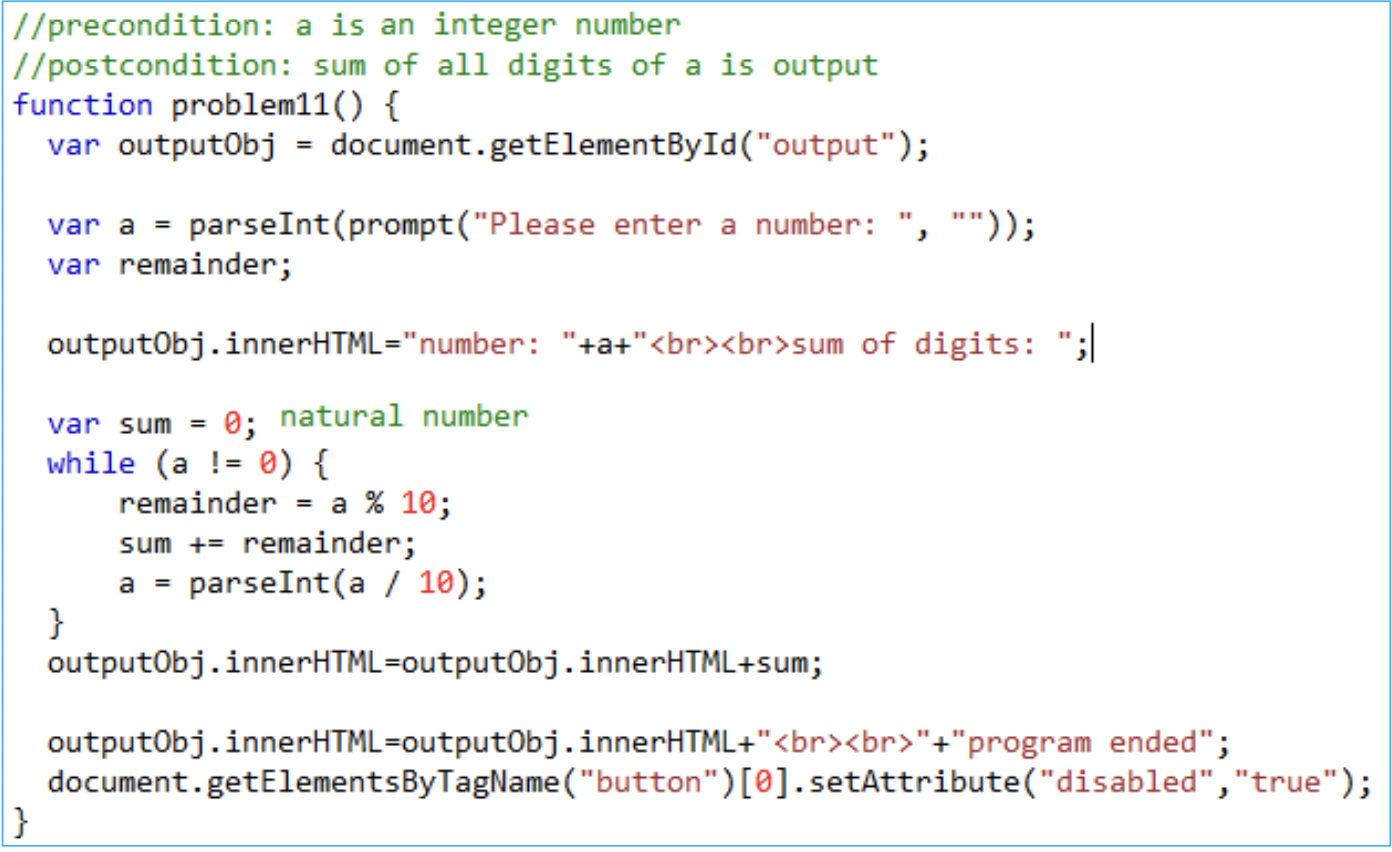 //precondition: a is an integer number
//postcondition: sum of all digits of a is output
function problem11() {
  var outputObj = document.getElementById("output");

  var a = parseInt(prompt("Please enter a number: ", ""));
  var remainder;

  outputObj.innerHTML="number: "+a+"<br><br>sum of digits: ";

  var sum = 0; natural number
  while (a != 0) {
      remainder = a % 10;
      sum += remainder;
      a = parseInt(a / 10);
  }
  outputObj.innerHTML=outputObj.innerHTML+sum;

  outputObj.innerHTML=outputObj.innerHTML+"<br><br>"+"program ended";
  document.getElementsByTagName("button")[0].setAttribute("disabled","true");
}